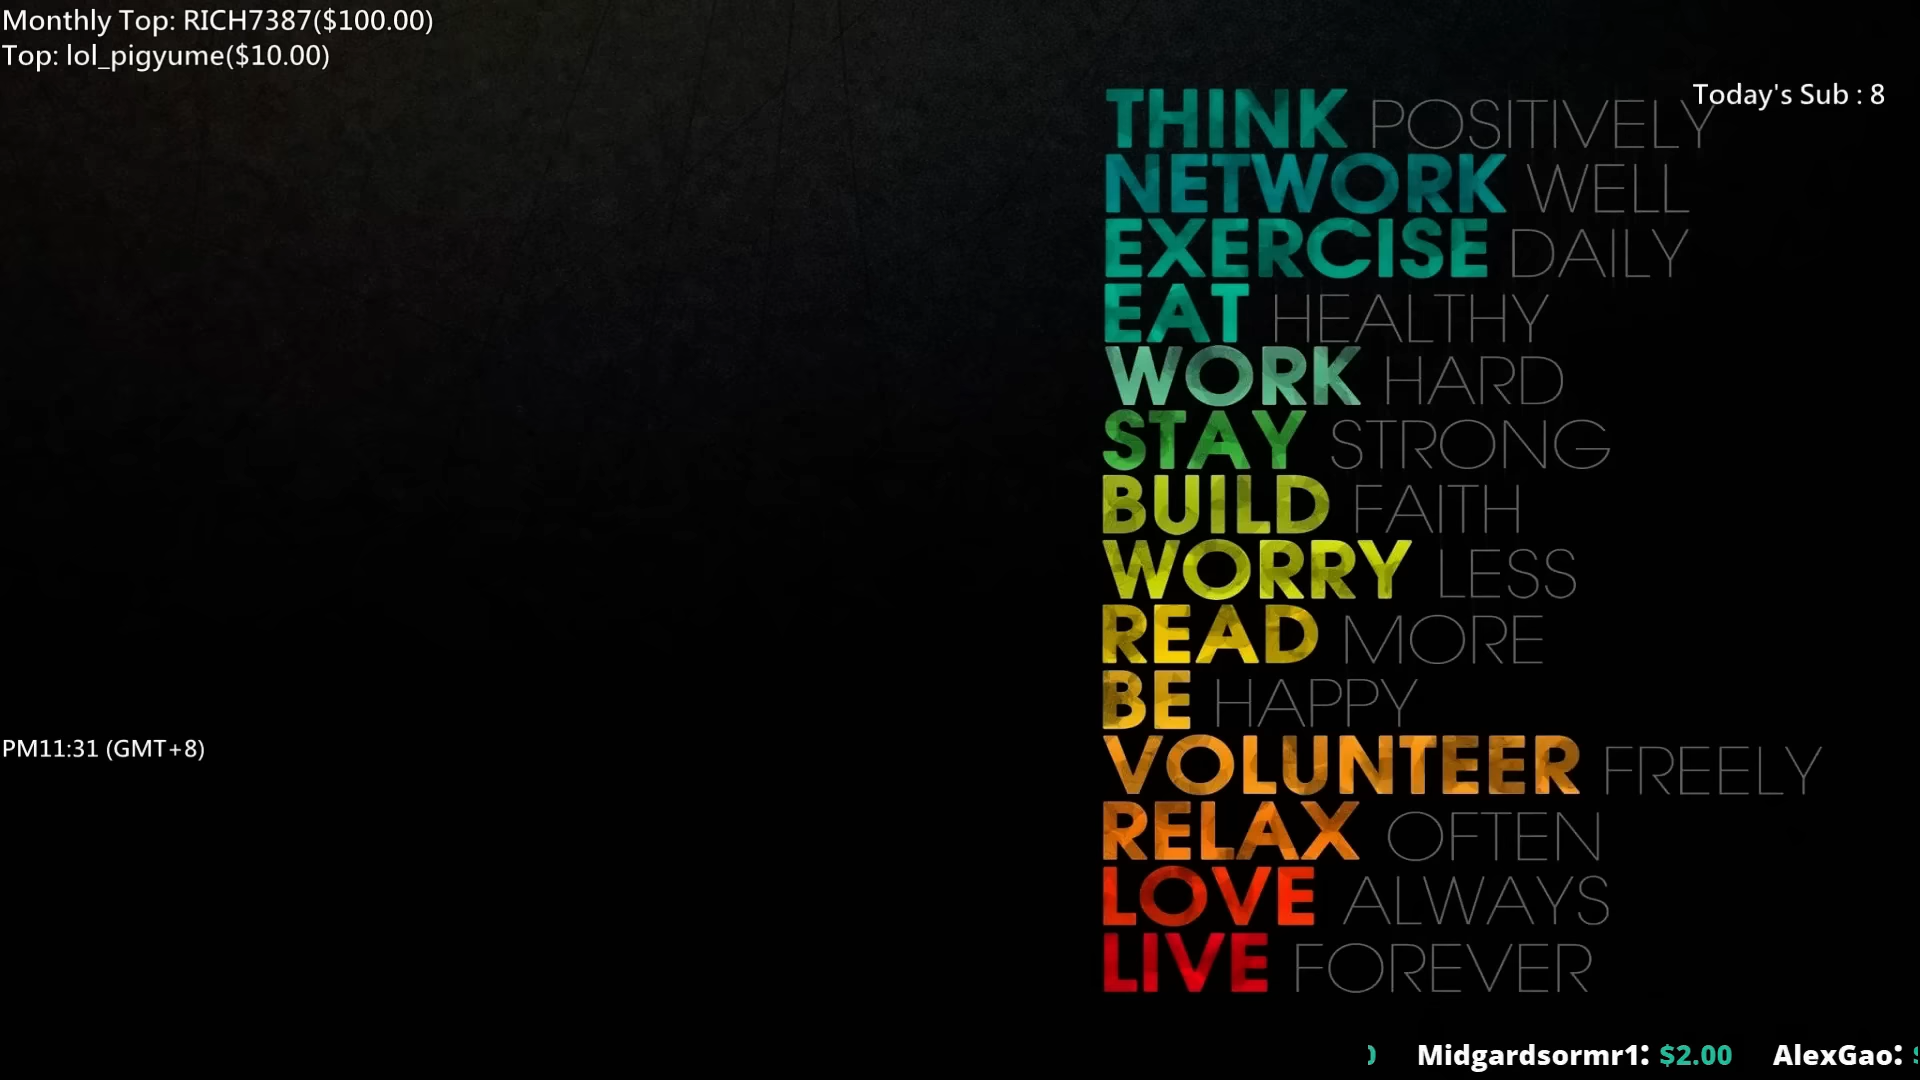 Monthly Top: RICH7387($100.00)
Top: lol_pigyume($10.00)
Today's Sub : 8
THINK POSITIVELY
NETWORK WELL
EXERCISE DAILY
EAT HEALTHY
WORK HARD
STAY STRONG
BUILD FAITH
WORRY LESS
READ MORE
BE HAPPY
PM11:31 (GMT+8)
VOLUNTEER FREELY
RELAX OFTEN
LOVE ALWAYS
LIVE FOREVER
Midgardsormr1: $2.00 AlexGao: